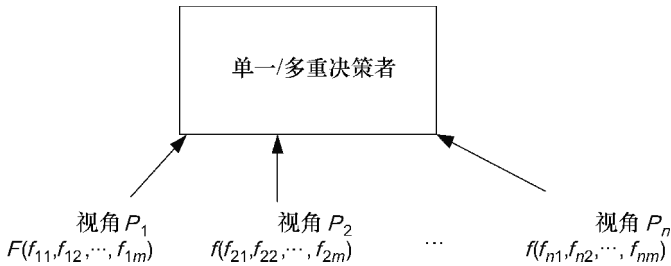 单一/多重决策者
视角 P₁ 视角 P₂ 视角 Pₙ
F(f₁₁,f₁₂,⋯, f₁ₘ) f(f₂₁,f₂₂,⋯, f₂ₘ) ⋯ f(fₙ₁,fₙ₂,⋯, fₙₘ)